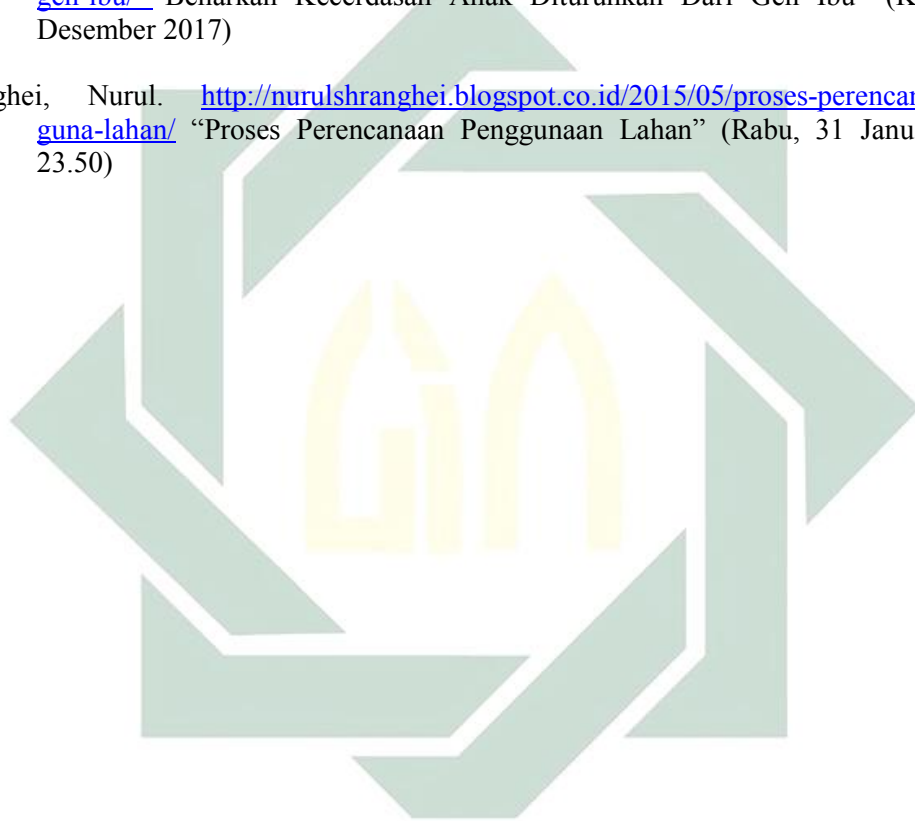 gen-ibu/ Benarkah Kecerdasan Anak Diturunkan Dari Gen Ibu
Desember 2017)
ghei, Nurul. http://nurulshranghei.blogspot.co.id/2015/05/proses-perencan
guna-lahan/ “Proses Perencanaan Penggunaan Lahan” (Rabu, 31 Janu
23.50)